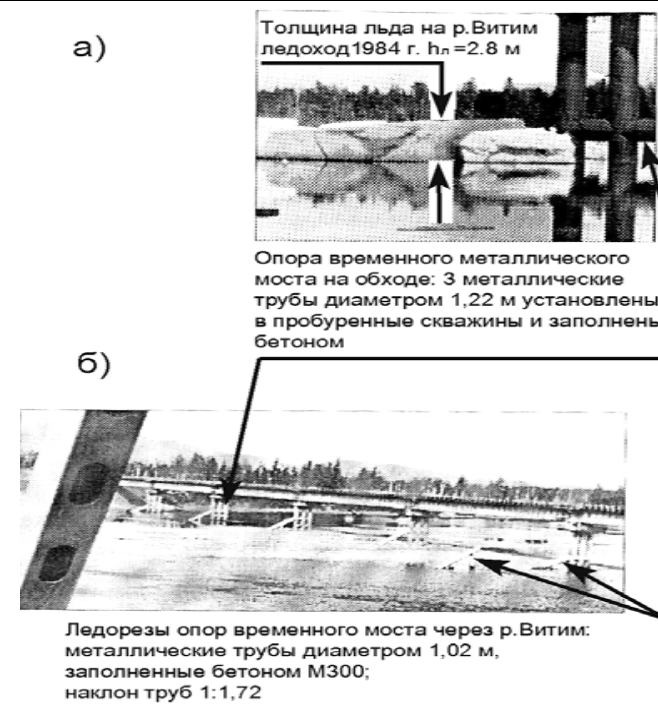 а)
Толщина льда на р.Витим
ледоход1984 г. hл=2.8 м
Опора временного металлического
моста на обходе: 3 металлические
трубы диаметром 1,22 м установлены
в пробуренные скважины и заполнень
бетоном
б)
Ледорезы опор временного моста через р.Витим:
металлические трубы диаметром 1,02 м,
заполненные бетоном М300;
наклон труб 1:1,72